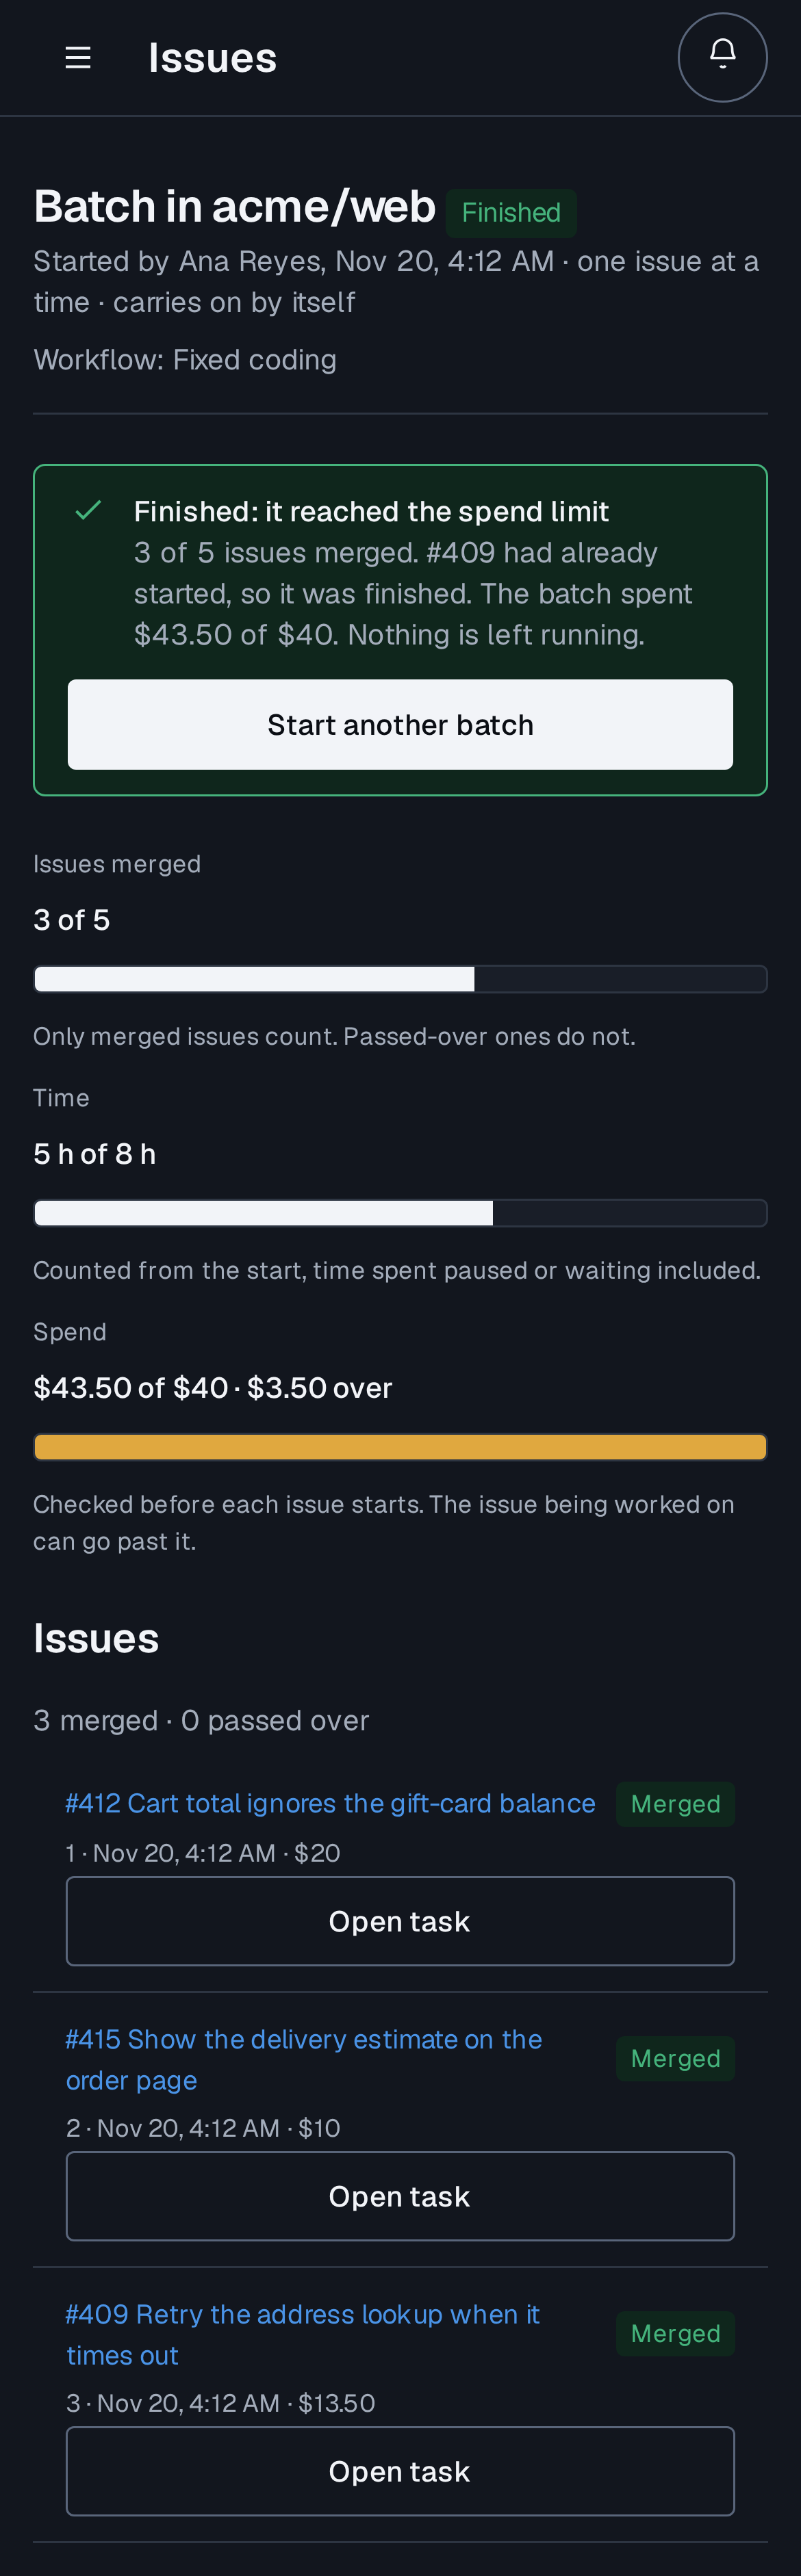 Issues
Batch in acme/web Finished
Started by Ana Reyes, Nov 20, 4:12 AM · one issue at a
time · carries on by itself
Workflow: Fixed coding
Finished: it reached the spend limit
3 of 5 issues merged. #409 had already
started, so it was finished. The batch spent
$43.50 of $40. Nothing is left running.
Start another batch
Issues merged
3 of 5
Only merged issues count. Passed-over ones do not.
Time
5 h of 8 h
Counted from the start, time spent paused or waiting included.
Spend
$43.50 of $40 · $3.50 over
Checked before each issue starts. The issue being worked on
can go past it.
Issues
3 merged · 0 passed over
#412 Cart total ignores the gift-card balance Merged
1 · Nov 20, 4:12 AM · $20
Open task
#415 Show the delivery estimate on the
order page
Merged
2 · Nov 20, 4:12 AM · $10
Open task
#409 Retry the address lookup when it
times out
Merged
3 · Nov 20, 4:12 AM · $13.50
Open task